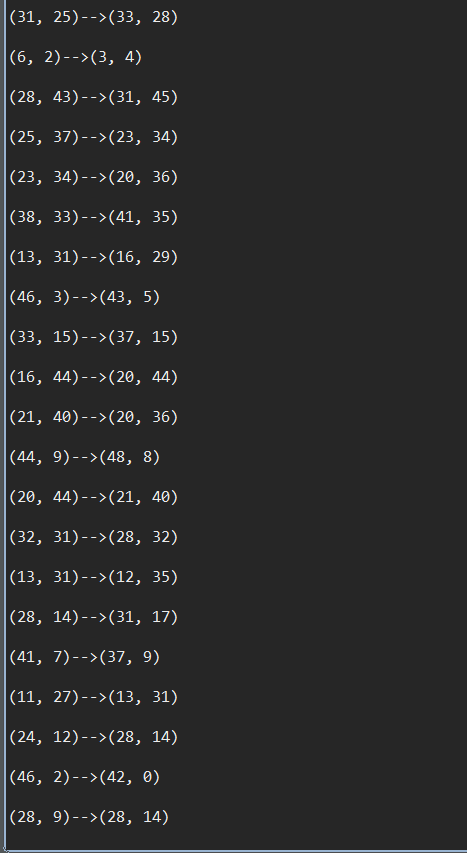 (31, 25)-->(33, 28)
(6, 2)-->(3, 4)
(28, 43)-->(31, 45)
(25, 37)-->(23, 34)
(23, 34)-->(20, 36)
(38, 33)-->(41, 35)
(13, 31)-->(16, 29)
(46, 3)-->(43, 5)
(33, 15)-->(37, 15)
(16, 44)-->(20, 44)
(21, 40)-->(20, 36)
(44, 9)-->(48, 8)
(20, 44)-->(21, 40)
(32, 31)-->(28, 32)
(13, 31)-->(12, 35)
(28, 14)-->(31, 17)
(41, 7)-->(37, 9)
(11, 27)-->(13, 31)
(24, 12)-->(28, 14)
(46, 2)-->(42, 0)
(28, 9)-->(28, 14)